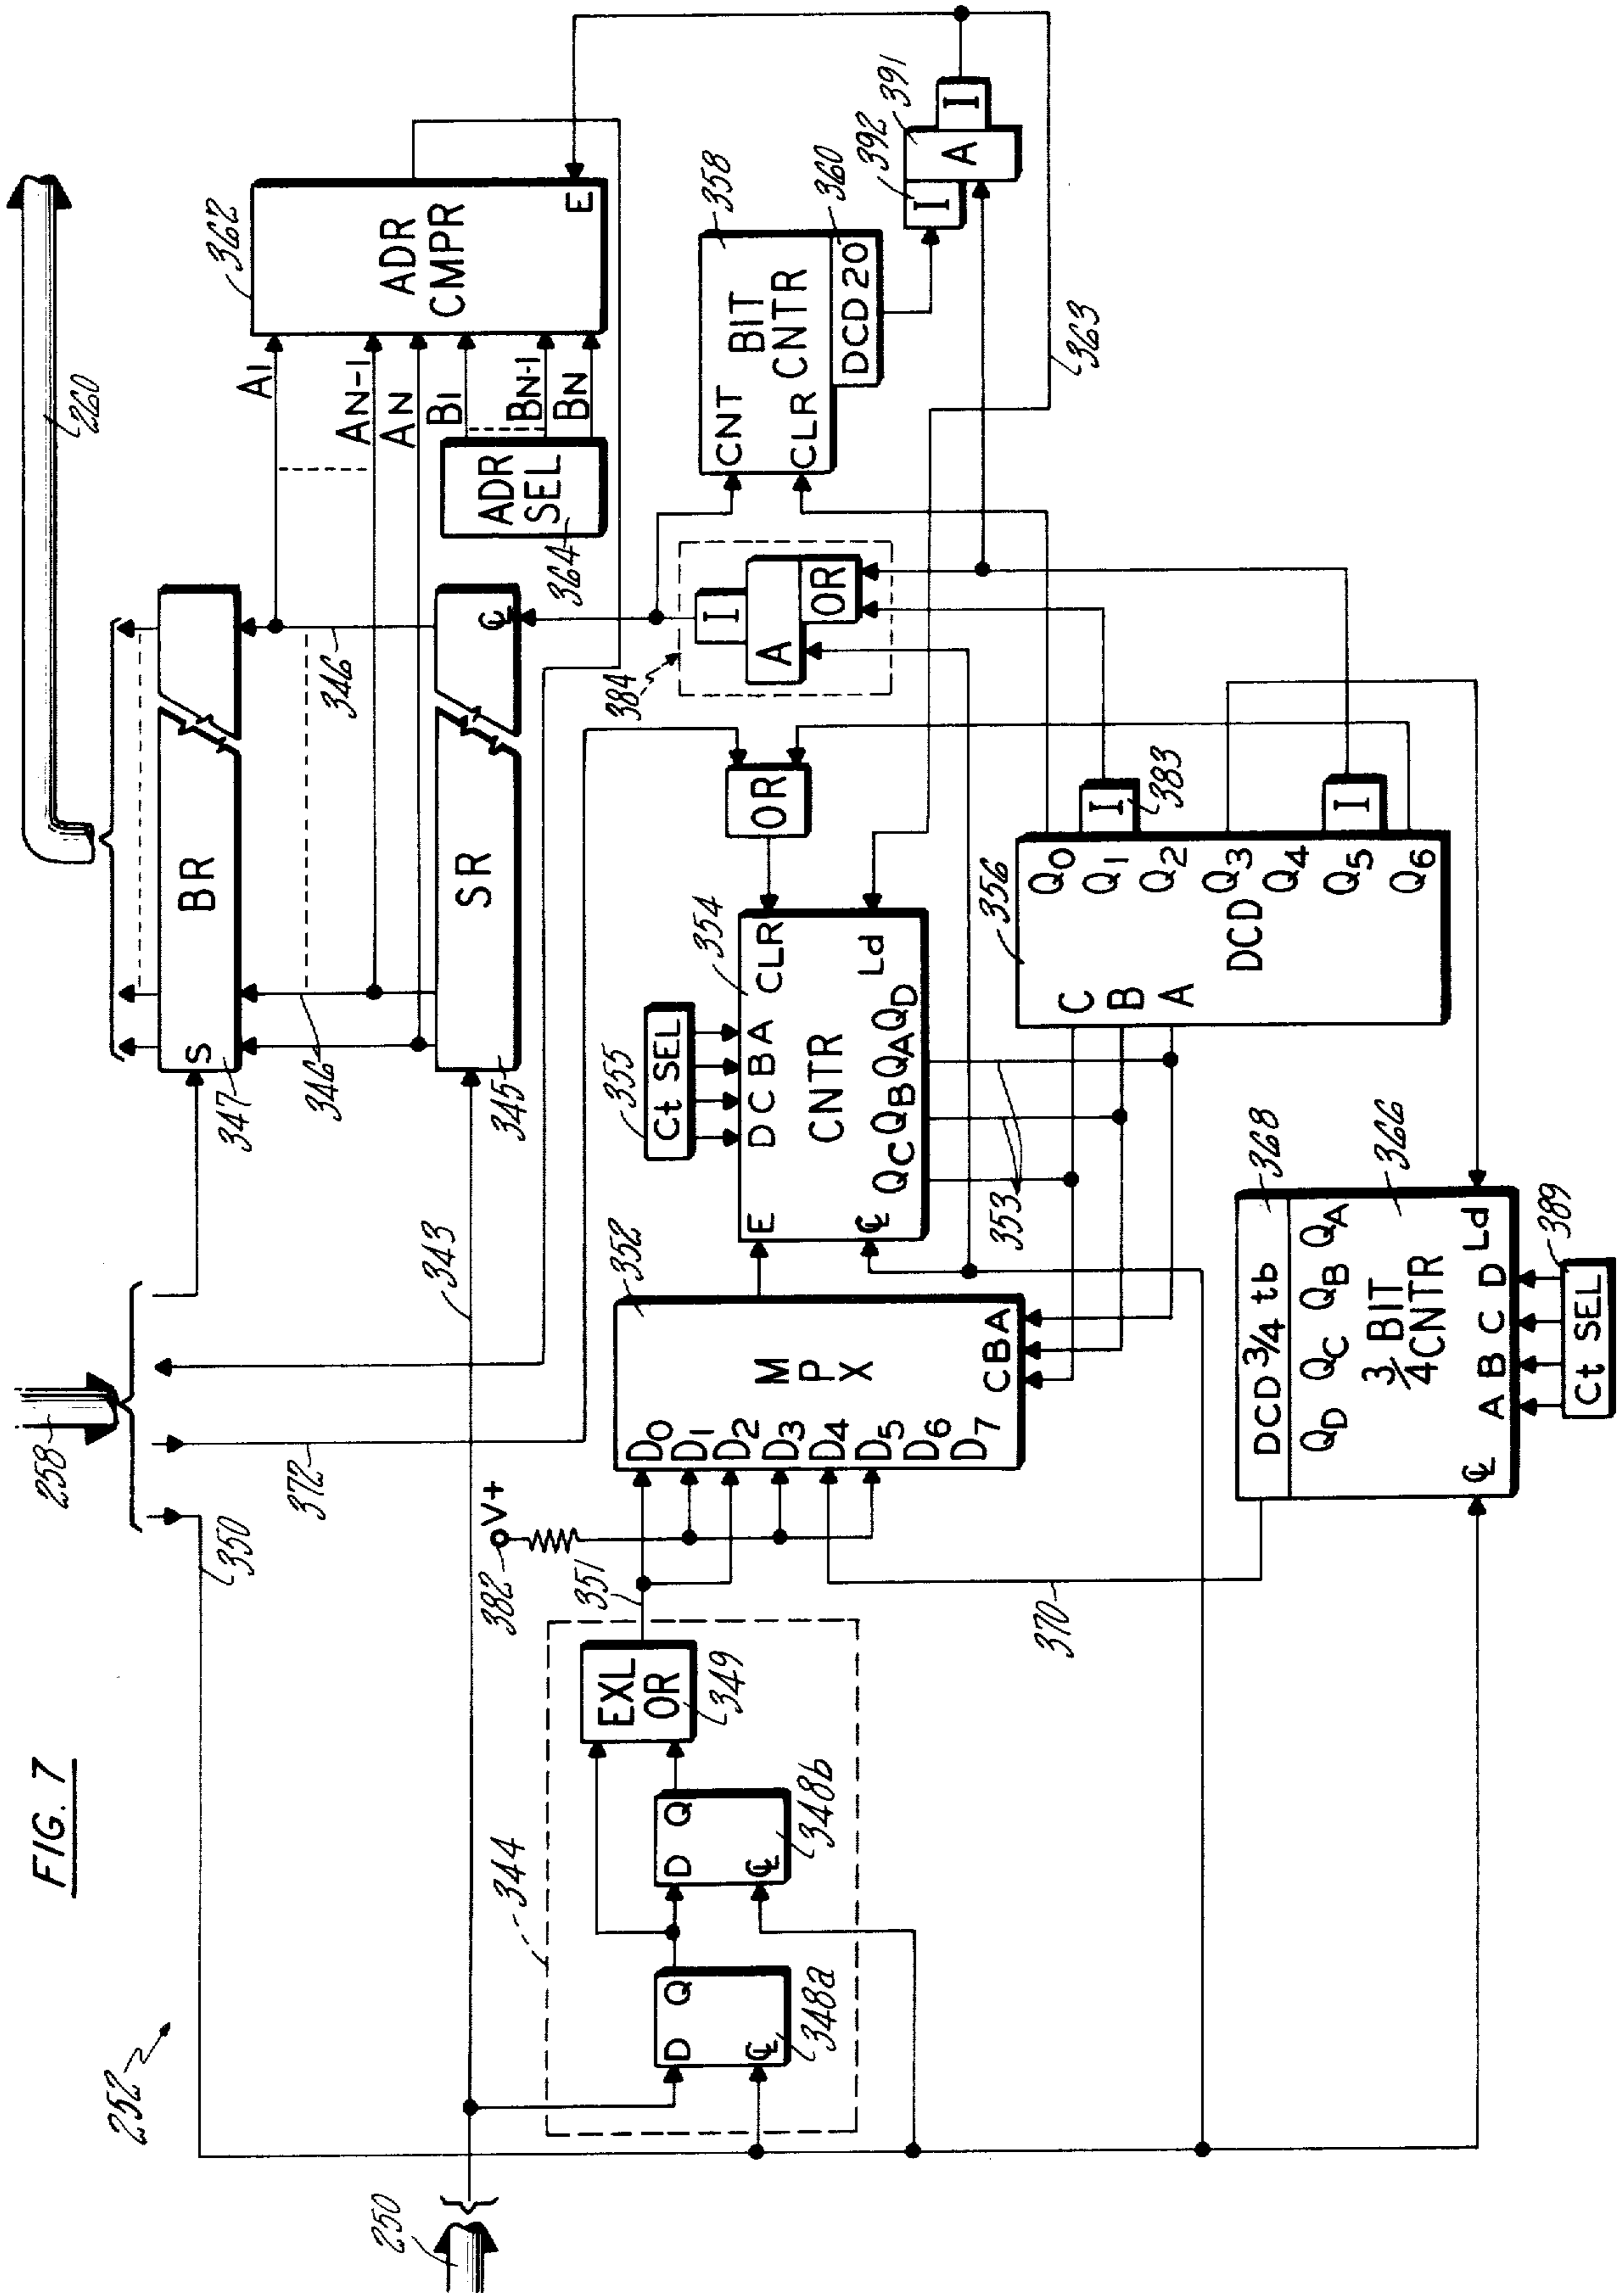 FIG. 7
252
250
258
260
350
372
343
BR
S
347
346
346
SR
₵
345
A1
AN-1
AN
B1
BN-1
BN
ADR
SEL
364
ADR
CMPR
E
362
344
D Q
₵
348a
D Q
₵
348b
EXL
OR
349
351
382
V+
D0
D1
D2
D3
D4
D5
D6
D7
M
P
X
C B A
352
370
Ct SEL
355
D C B A
CLR
E
CNTR
Ld
₵
QC QB QA QD
354
353
OR
384
I
A
OR
CNT
BIT
CNTR
CLR
358
DCD 20
360
I
392
A
391
I
363
C
B
A
DCD
356
Q0
Q1
Q2
Q3
Q4
Q5
Q6
I
383
I
DCD 3/4 tb
368
QD QC QB QA
3/4 BIT
CNTR
366
₵
A B C D
Ld
Ct SEL
389